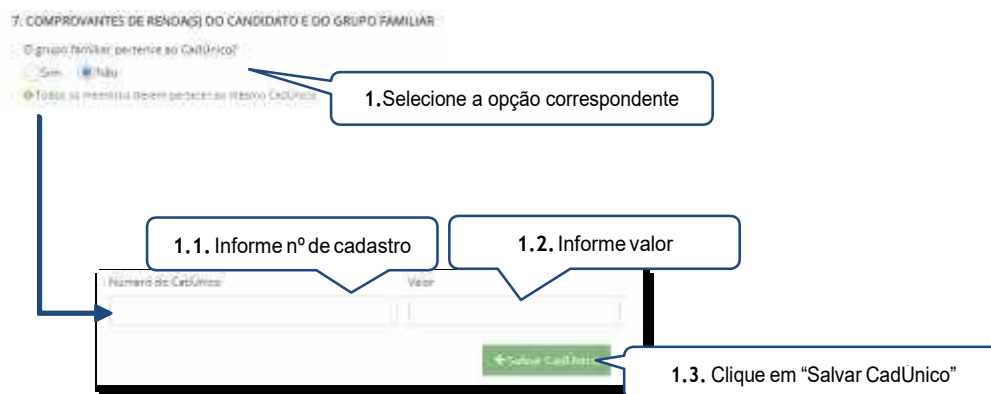 7. COMPROVANTES DE RENDA(S) DO CANDIDATO E DO GRUPO FAMILIAR
O grupo familiar pertence ao CadÚnico?
Sim Não
Todos os membros devem pertencer ao mesmo CadÚnico
1.Selecione a opção correspondente
1.1. Informe nº de cadastro
1.2. Informe valor
Número do CadÚnico
Valor
Salvar CadÚnico
1.3. Clique em “Salvar CadÚnico”